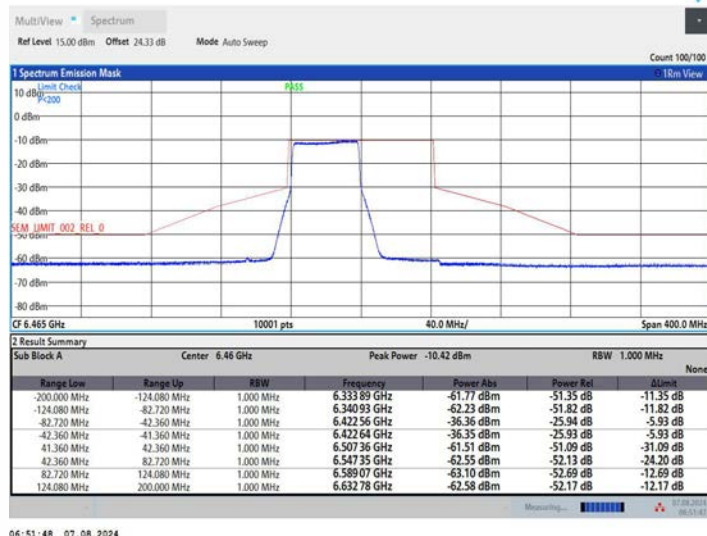 MultiView Spectrum
Ref Level 15.00 dBm Offset 24.33 dB Mode Auto Sweep
Count 100/100
1 Spectrum Emission Mask 1Rm View
10 dBm Limit Check PASS
P<200
0 dBm
-10 dBm
-20 dBm
-30 dBm
-40 dBm
SEM_LIMIT_002_REL_0
-50 dBm
-60 dBm
-70 dBm
-80 dBm
CF 6.465 GHz 10001 pts 40.0 MHz/ Span 400.0 MHz
2 Result Summary
Sub Block A Center 6.46 GHz Peak Power -10.42 dBm RBW 1.000 MHz
None
Range Low Range Up RBW Frequency Power Abs Power Rel ΔLimit
-200.000 MHz -124.080 MHz 1.000 MHz 6.333 89 GHz -61.77 dBm -51.35 dB -11.35 dB
-124.080 MHz -82.720 MHz 1.000 MHz 6.340 93 GHz -62.23 dBm -51.82 dB -11.82 dB
-82.720 MHz -42.360 MHz 1.000 MHz 6.422 56 GHz -36.36 dBm -25.94 dB -5.93 dB
-42.360 MHz -41.360 MHz 1.000 MHz 6.422 64 GHz -36.35 dBm -25.93 dB -5.93 dB
41.360 MHz 42.360 MHz 1.000 MHz 6.507 36 GHz -61.51 dBm -51.09 dB -31.09 dB
42.360 MHz 82.720 MHz 1.000 MHz 6.547 35 GHz -62.55 dBm -52.13 dB -24.20 dB
82.720 MHz 124.080 MHz 1.000 MHz 6.589 07 GHz -63.10 dBm -52.69 dB -12.69 dB
124.080 MHz 200.000 MHz 1.000 MHz 6.632 78 GHz -62.58 dBm -52.17 dB -12.17 dB
Measuring... 07.08.2024
06:51:47
06:51:48 07.08.2024